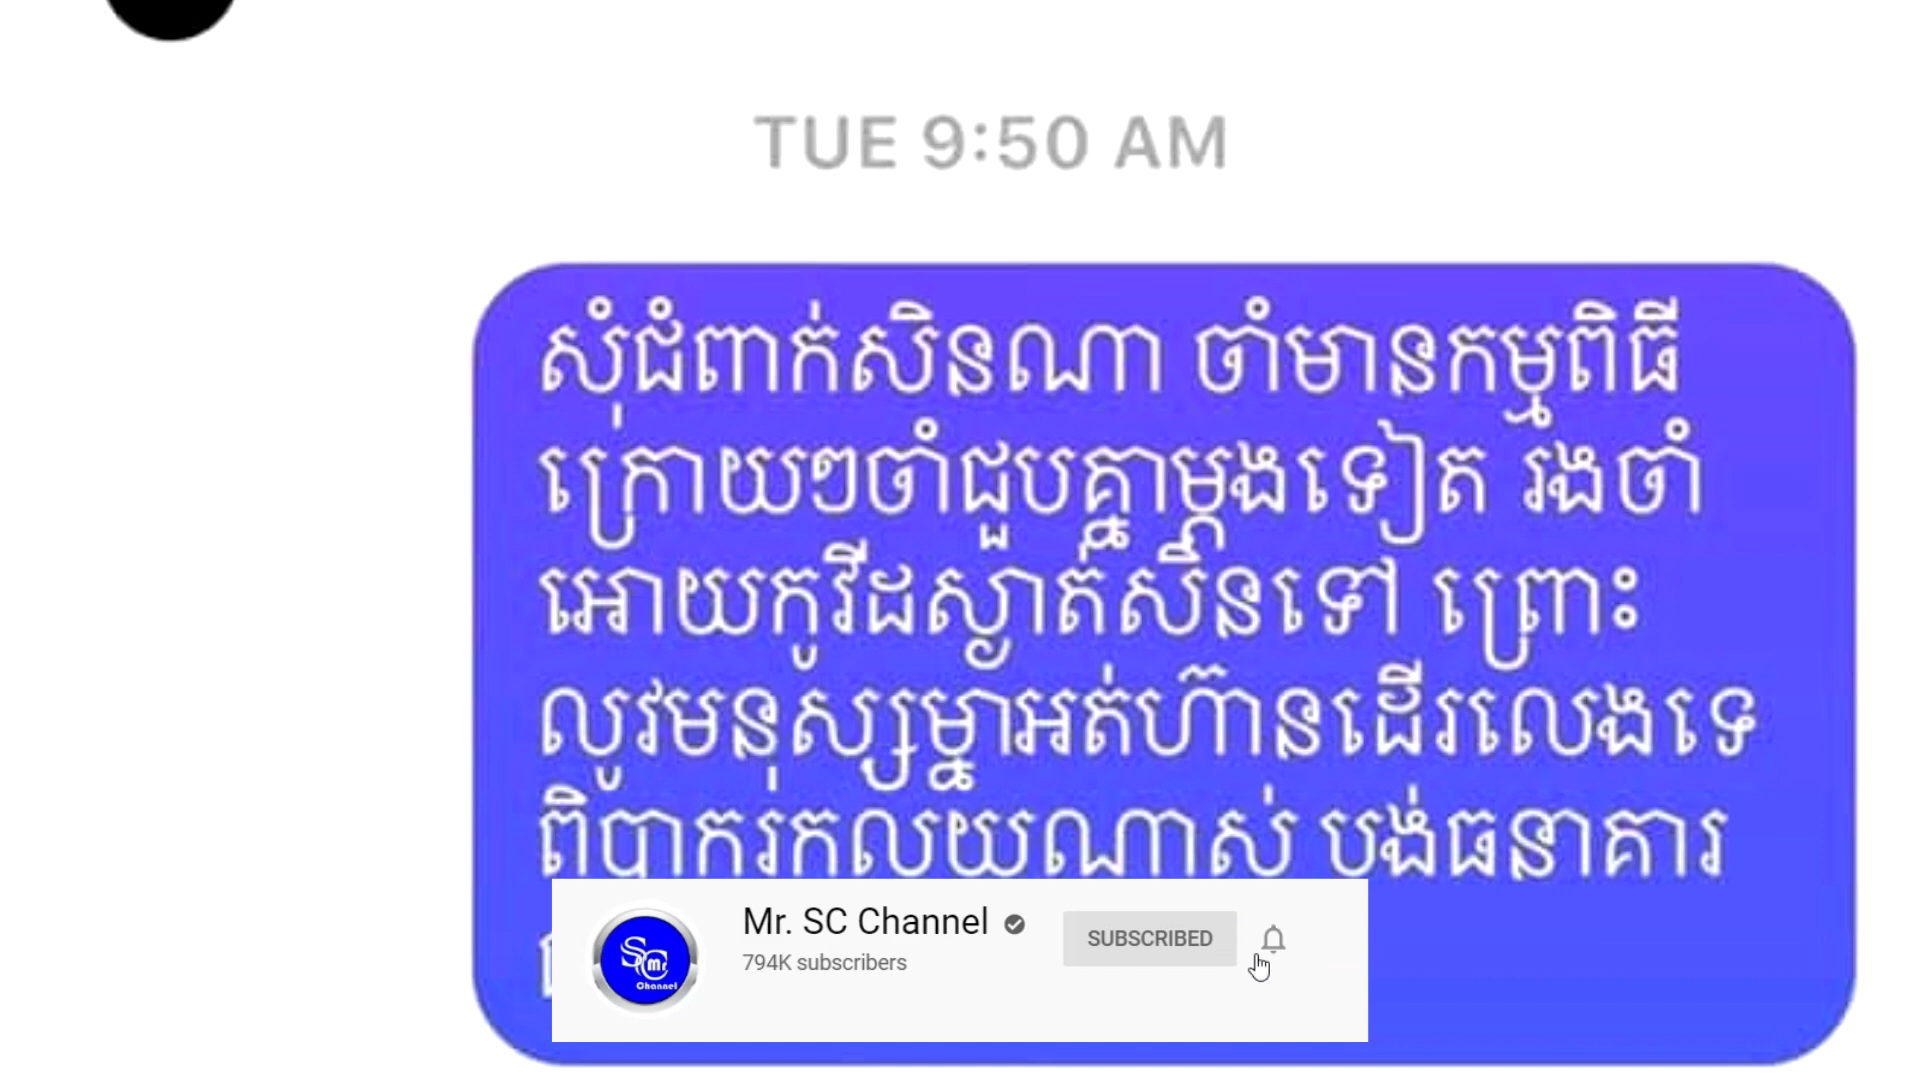 TUE 9:50 AM
សុំជំពាក់សិនណា ចាំមានកម្មពិធី
ក្រោយៗចាំជួបគ្នាម្ដងទៀត រងចាំ
អោយកូវីដស្ងាត់សិនទៅ ព្រោះ
លូវមនុស្សម្នាអត់ហ៊ានដើរលេងទេ
ពិបាករុកលយណាស់ បង់ធនាគារ
Mr. SC Channel
SUBSCRIBED
794K subscribers
SC Mr.
Channel